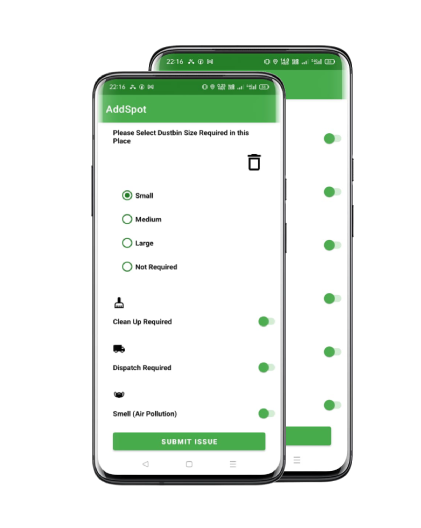 22:16
22:16
AddSpot
Please Select Dustbin Size Required in this
Place
Small
Medium
Large
Not Required
Clean Up Required
Dispatch Required
Smell (Air Pollution)
SUBMIT ISSUE